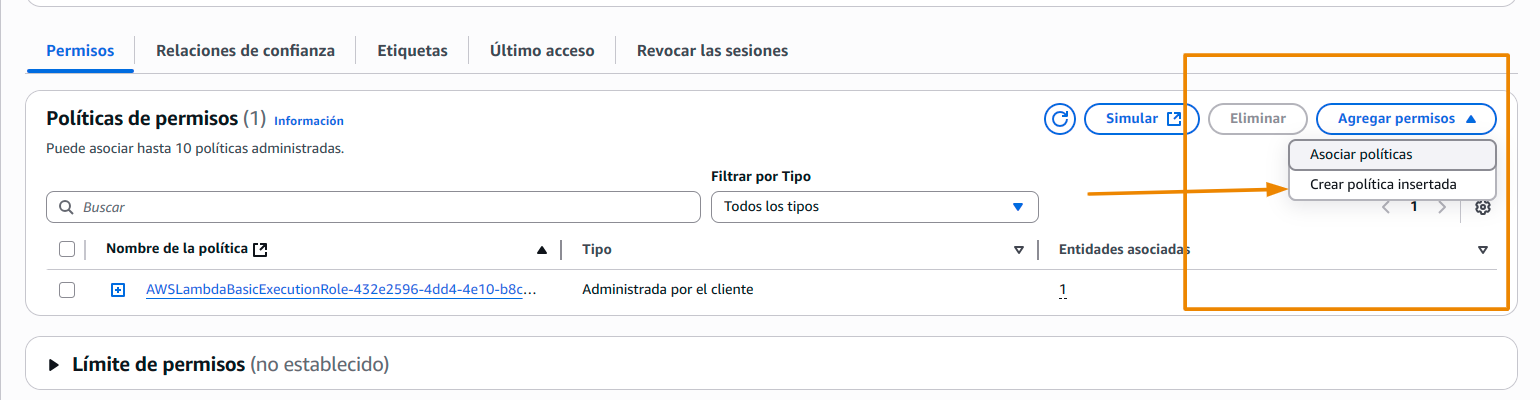 Permisos
Relaciones de confianza
Etiquetas
Último acceso
Revocar las sesiones
Políticas de permisos (1) Información
Simular
Eliminar
Agregar permisos
Puede asociar hasta 10 políticas administradas.
Asociar políticas
Crear política insertada
Filtrar por Tipo
Buscar
Todos los tipos
1
Nombre de la política
Tipo
Entidades asociadas
AWSLambdaBasicExecutionRole-432e2596-4dd4-4e10-b8c...
Administrada por el cliente
1
Límite de permisos (no establecido)